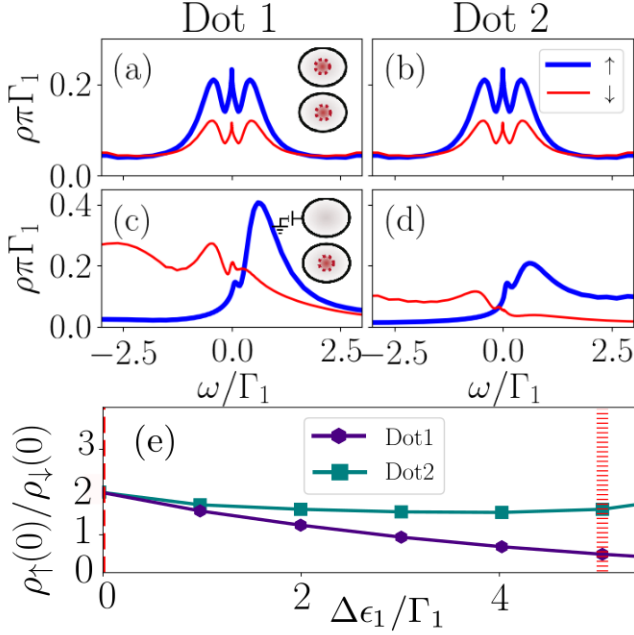 Dot 1 Dot 2
(a) (b) ↑
↓
ρπΓ₁ 0.2
0.0
(c) (d)
ρπΓ₁ 0.4
0.2
0.0
−2.5 0.0 2.5 −2.5 0.0 2.5
ω/Γ₁ ω/Γ₁
(e) Dot1
Dot2
ρ↑(0)/ρ↓(0)
3
2
1
0
0 2 4
Δϵ₁/Γ₁